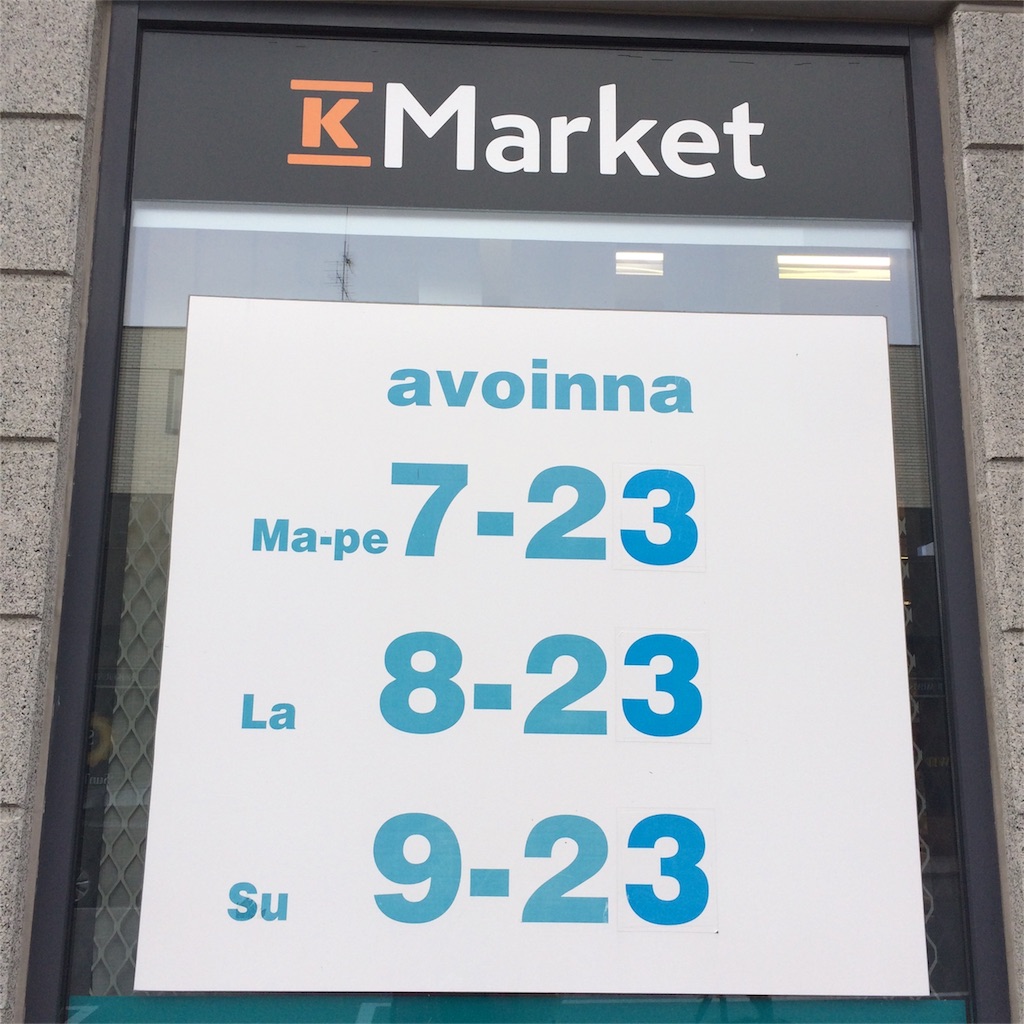 K Market
avoinna
Ma-pe 7-23
La 8-23
Su 9-23